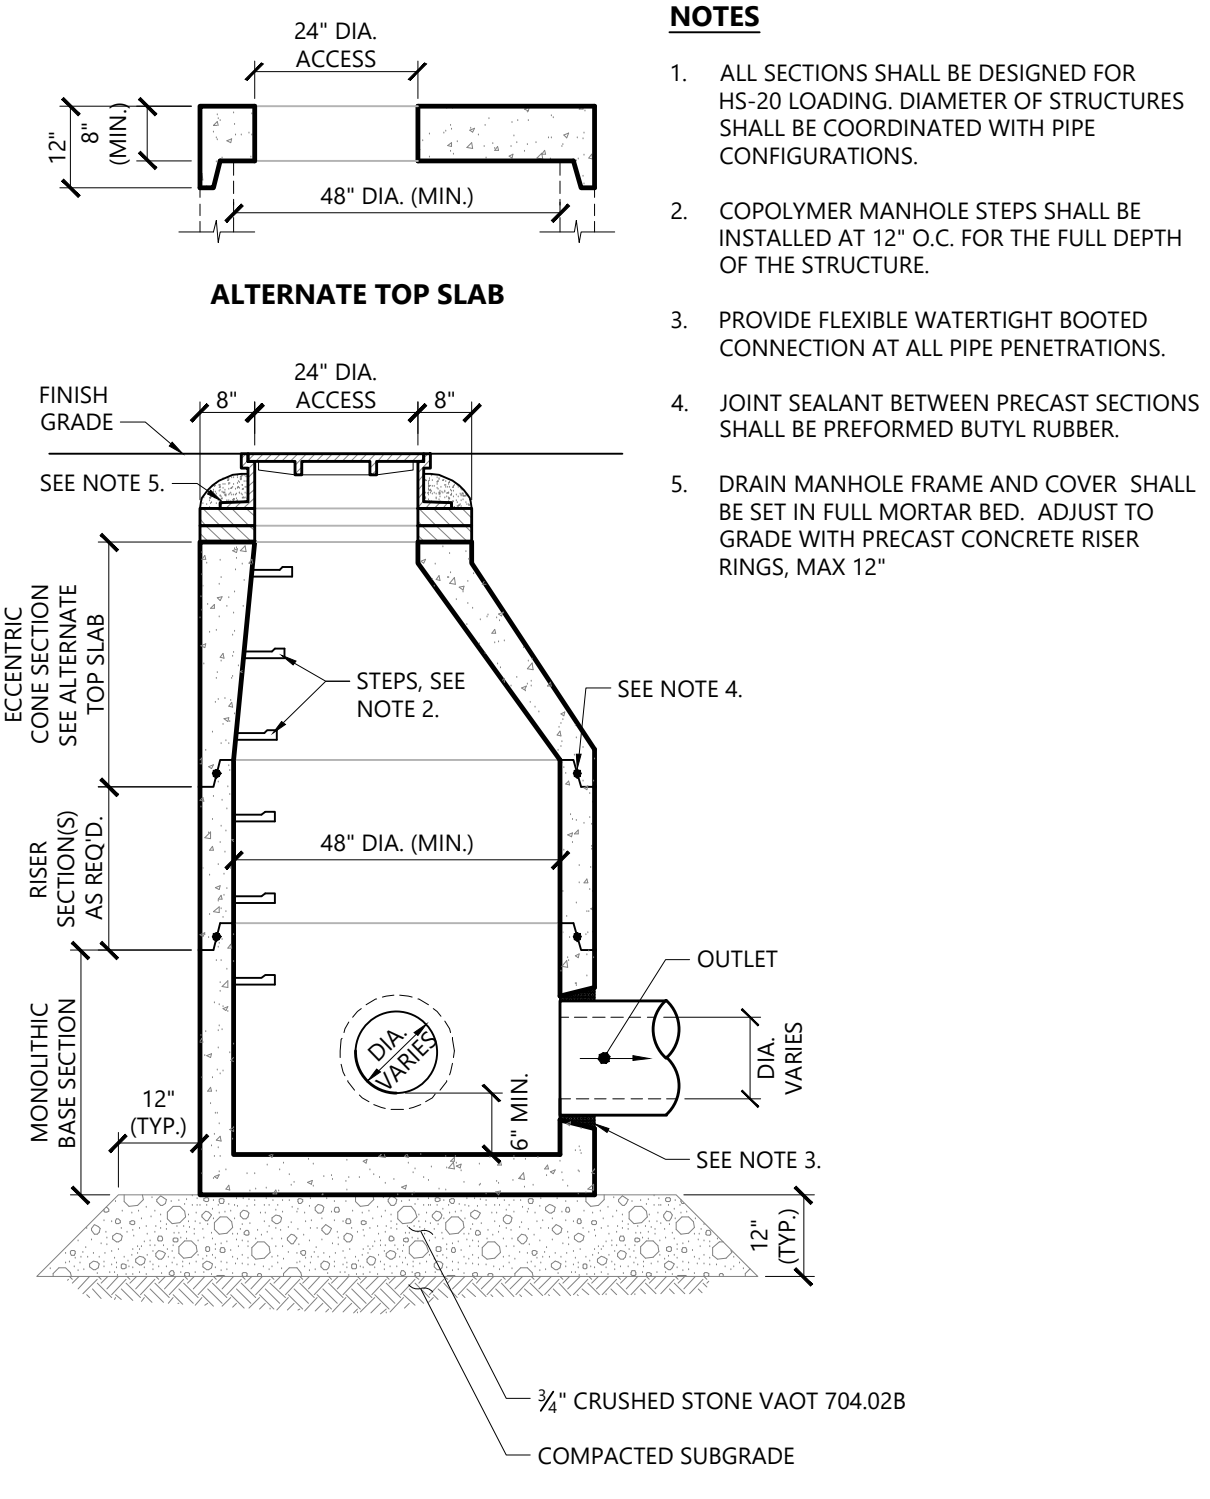 24" DIA.
ACCESS
12"
8"
(MIN.)
48" DIA. (MIN.)
ALTERNATE TOP SLAB
NOTES
1. ALL SECTIONS SHALL BE DESIGNED FOR
HS-20 LOADING. DIAMETER OF STRUCTURES
SHALL BE COORDINATED WITH PIPE
CONFIGURATIONS.
2. COPOLYMER MANHOLE STEPS SHALL BE
INSTALLED AT 12" O.C. FOR THE FULL DEPTH
OF THE STRUCTURE.
3. PROVIDE FLEXIBLE WATERTIGHT BOOTED
CONNECTION AT ALL PIPE PENETRATIONS.
4. JOINT SEALANT BETWEEN PRECAST SECTIONS
SHALL BE PREFORMED BUTYL RUBBER.
5. DRAIN MANHOLE FRAME AND COVER SHALL
BE SET IN FULL MORTAR BED. ADJUST TO
GRADE WITH PRECAST CONCRETE RISER
RINGS, MAX 12"
24" DIA.
ACCESS
8"
8"
FINISH
GRADE
SEE NOTE 5.
ECCENTRIC
CONE SECTION
SEE ALTERNATE
TOP SLAB
STEPS, SEE
NOTE 2.
SEE NOTE 4.
RISER
SECTION(S)
AS REQ'D.
48" DIA. (MIN.)
OUTLET
MONOLITHIC
BASE SECTION
DIA.
VARIES
DIA.
VARIES
12"
(TYP.)
6" MIN.
SEE NOTE 3.
12"
(TYP.)
¾" CRUSHED STONE VAOT 704.02B
COMPACTED SUBGRADE